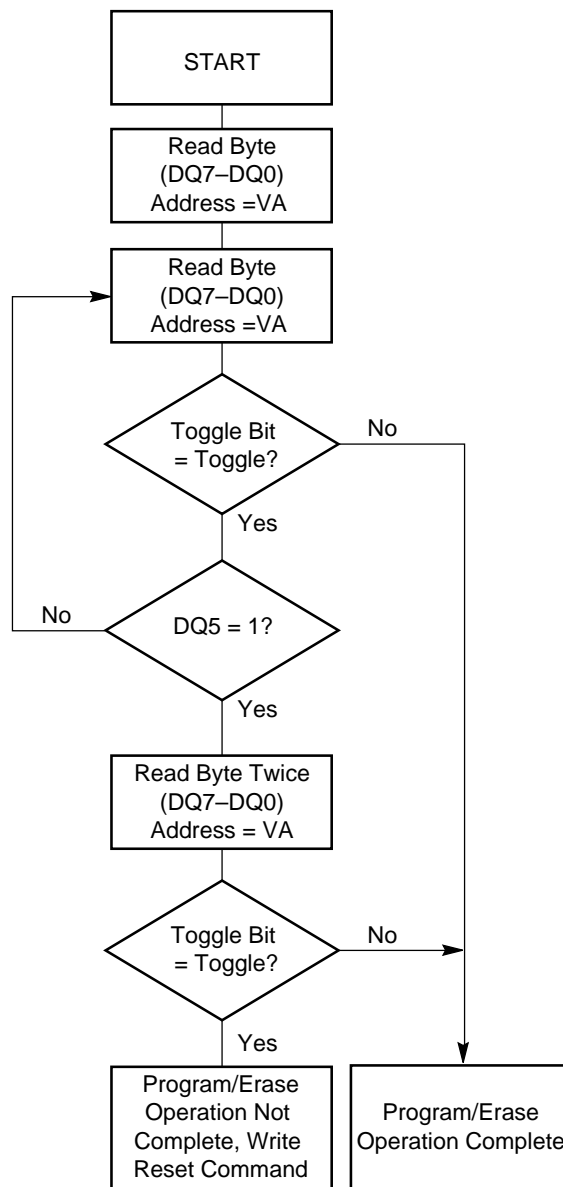 START
Read Byte
(DQ7–DQ0)
Address =VA
Read Byte
(DQ7–DQ0)
Address =VA
Toggle Bit
= Toggle?
No
Yes
No
DQ5 = 1?
Yes
Read Byte Twice
(DQ7–DQ0)
Address = VA
Toggle Bit
= Toggle?
No
Yes
Program/Erase
Operation Not
Complete, Write
Reset Command
Program/Erase
Operation Complete